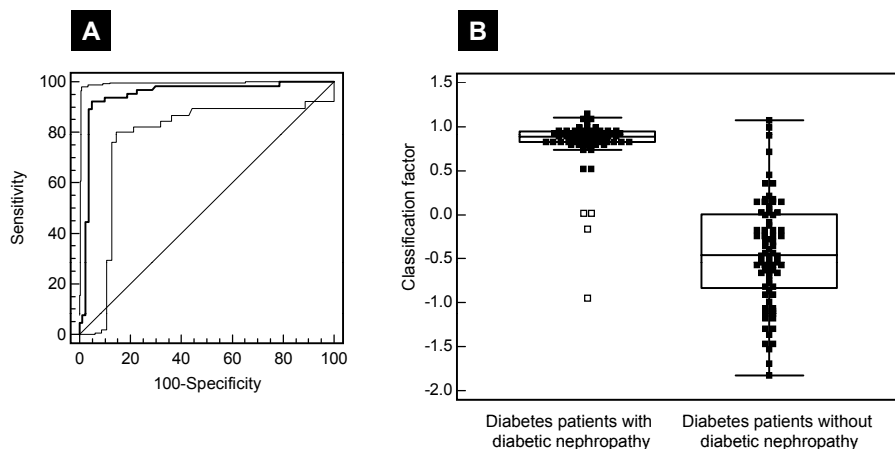 A
100
80
60
40
20
0
Sensitivity
0 20 40 60 80 100
100-Specificity
B
1.5
1.0
0.5
0.0
-0.5
-1.0
-1.5
-2.0
Classification factor
Diabetes patients with
diabetic nephropathy
Diabetes patients without
diabetic nephropathy